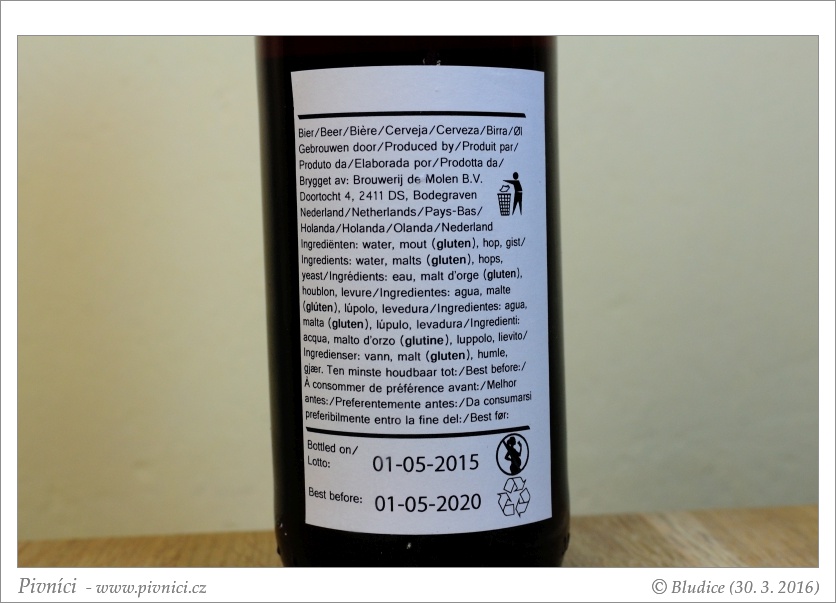 Bier/Beer/Bière/Cerveja/Cerveza/Birra/Øl
Gebrouwen door/Produced by/Produit par/
Produto da/Elaborada por/Prodotta da/
Brygget av: Brouwerij de Molen B.V.
Doortocht 4, 2411 DS, Bodegraven
Nederland/Netherlands/Pays-Bas/
Holanda/Holanda/Olanda/Nederland
Ingrediënten: water, mout (gluten), hop, gist/
Ingredients: water, malts (gluten), hops,
yeast/Ingrédients: eau, malt d'orge (gluten),
houblon, levure/Ingredientes: agua, malte
(glúten), lúpolo, levedura/Ingredientes: agua,
malta (gluten), lúpulo, levadura/Ingredienti:
acqua, malto d'orzo (glutine), luppolo, lievito/
Ingredienser: vann, malt (gluten), humle,
gjær. Ten minste houdbaar tot:/Best before:/
À consommer de préférence avant:/Melhor
antes:/Preferentemente antes:/Da consumarsi
preferibilmente entro la fine del:/Best før:
Bottled on/
Lotto: 01-05-2015
Best before: 01-05-2020
Pivníci - www.pivnici.cz
© Bludice (30. 3. 2016)